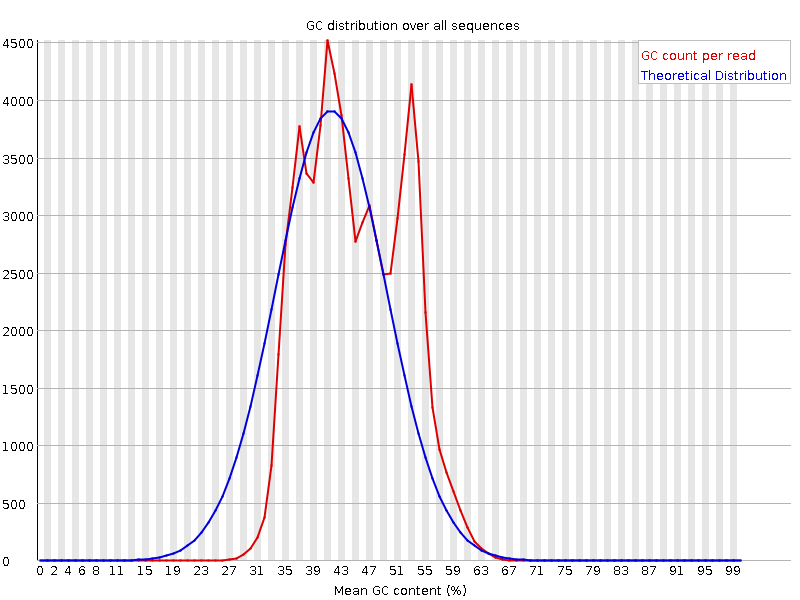 GC distribution over all sequences
GC count per read
Theoretical Distribution
4500
4000
3500
3000
2500
2000
1500
1000
500
0
0 2 4 6 8 11 15 19 23 27 31 35 39 43 47 51 55 59 63 67 71 75 79 83 87 91 95 99
Mean GC content (%)